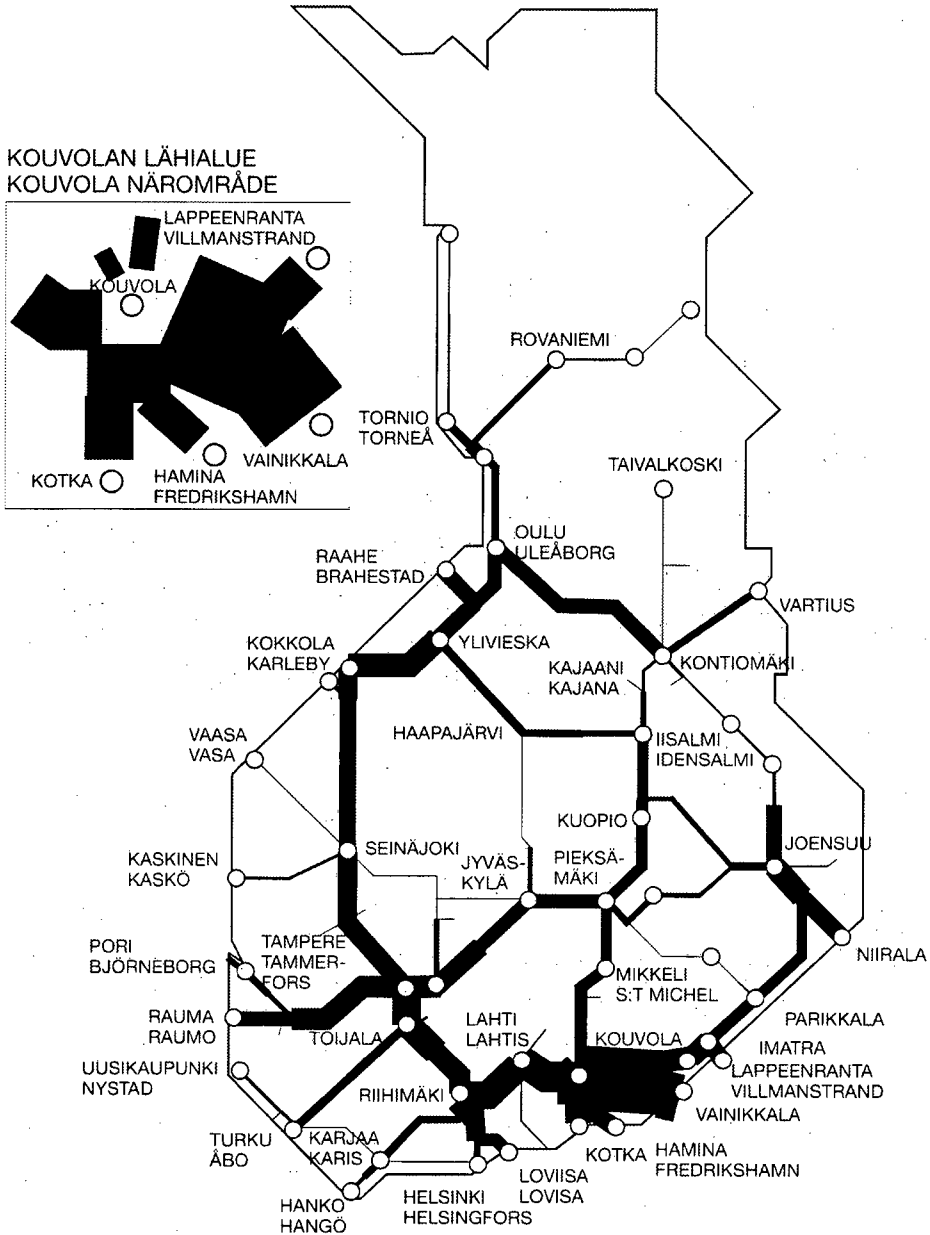 KOUVOLAN LÄHIALUE
KOUVOLA NÄROMRÅDE
LAPPEENRANTA
VILLMANSTRAND
KOUVOLA
KOTKA
HAMINA
FREDRIKSHAMN
VAINIKKALA
ROVANIEMI
TORNIO
TORNEÅ
TAIVALKOSKI
OULU
ULEÅBORG
RAAHE
BRAHESTAD
VARTIUS
YLIVIESKA
KOKKOLA
KARLEBY
KAJAANI
KAJANA
KONTIOMÄKI
HAAPAJÄRVI
IISALMI
IDENSALMI
VAASA
VASA
KUOPIO
SEINÄJOKI
JYVÄS-
KYLÄ
PIEKSÄ-
MÄKI
JOENSUU
KASKINEN
KASKÖ
PORI
BJÖRNEBORG
TAMPERE
TAMMER-
FORS
NIIRALA
MIKKELI
S:T MICHEL
RAUMA
RAUMO
TOIJALA
LAHTI
LAHTIS
KOUVOLA
PARIKKALA
IMATRA
LAPPEENRANTA
VILLMANSTRAND
UUSIKAUPUNKI
NYSTAD
RIIHIMÄKI
VAINIKKALA
TURKU
ÅBO
KARJAA
KARIS
KOTKA
HAMINA
FREDRIKSHAMN
LOVIISA
LOVISA
HANKO
HANGÖ
HELSINKI
HELSINGFORS